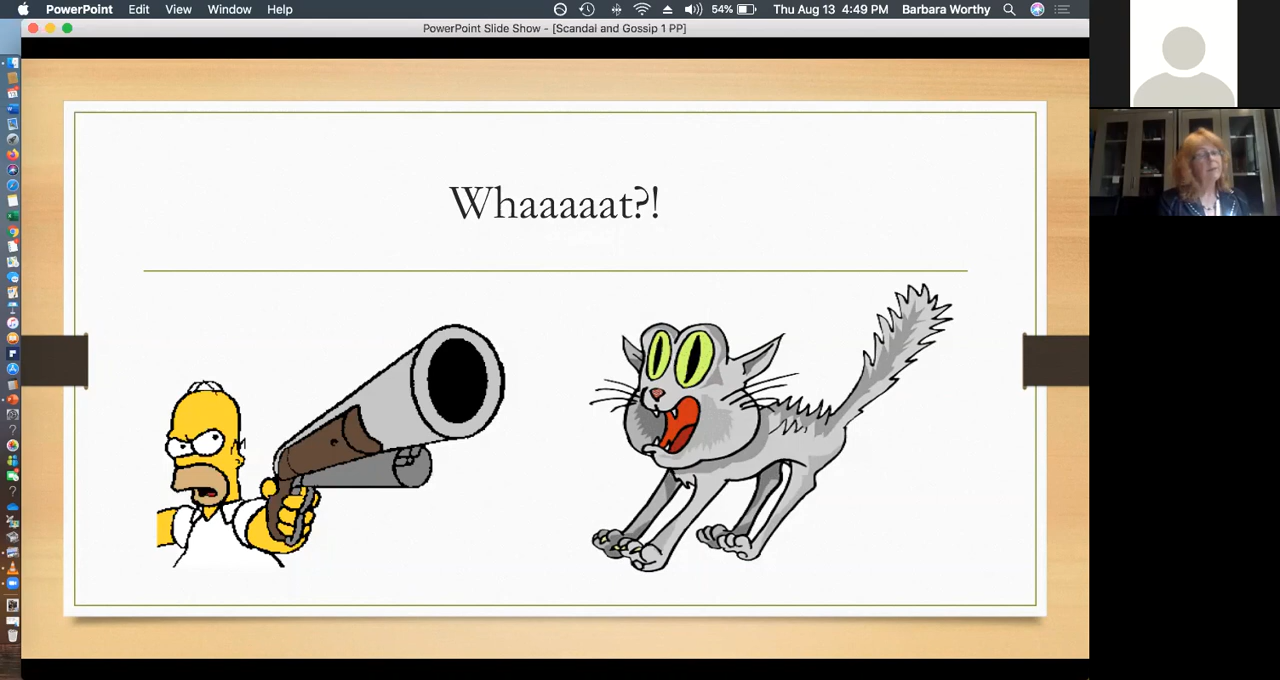 PowerPoint Edit View Window Help 54% Thu Aug 13 4:49 PM Barbara Worthy
PowerPoint Slide Show - [Scandal and Gossip 1 PP]
Whaaaaat?!